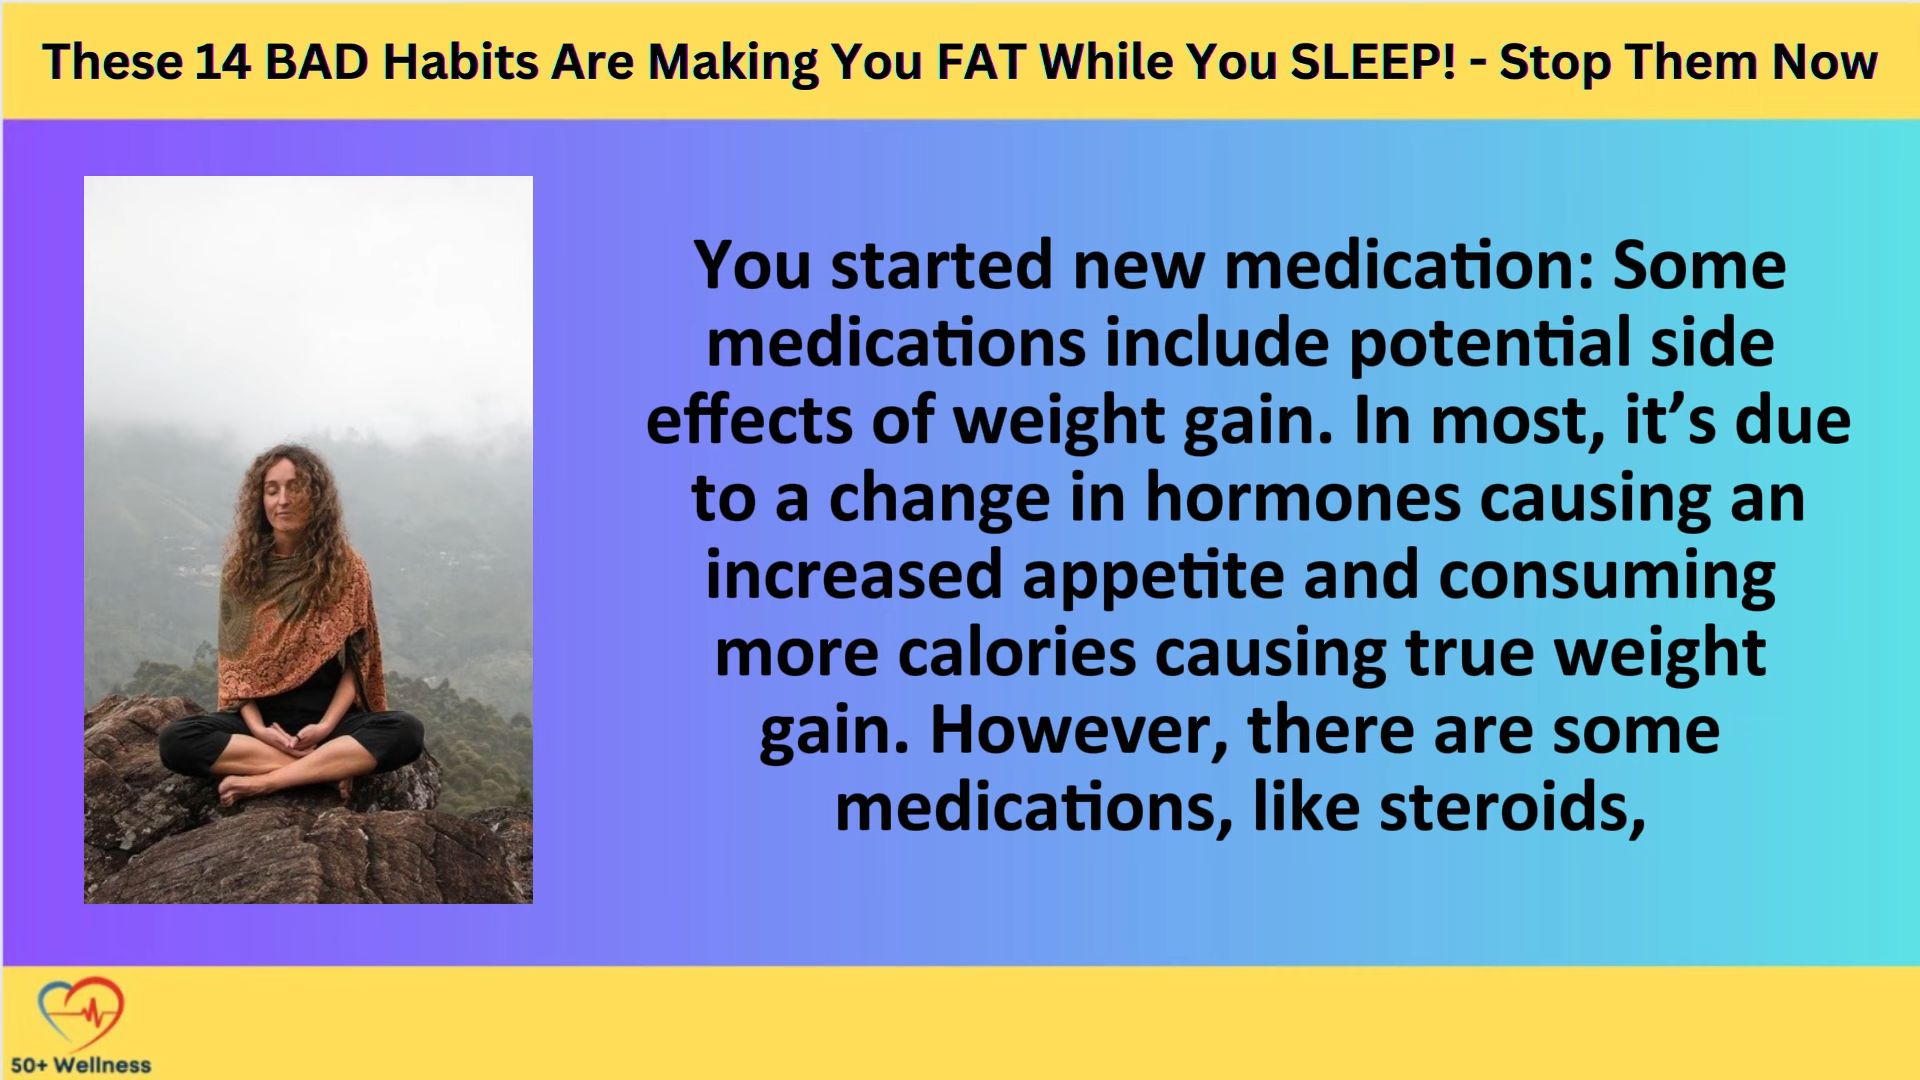 These 14 BAD Habits Are Making You FAT While You SLEEP! - Stop Them Now
You started new medication: Some
medications include potential side
effects of weight gain. In most, it’s due
to a change in hormones causing an
increased appetite and consuming
more calories causing true weight
gain. However, there are some
medications, like steroids,
50+ Wellness